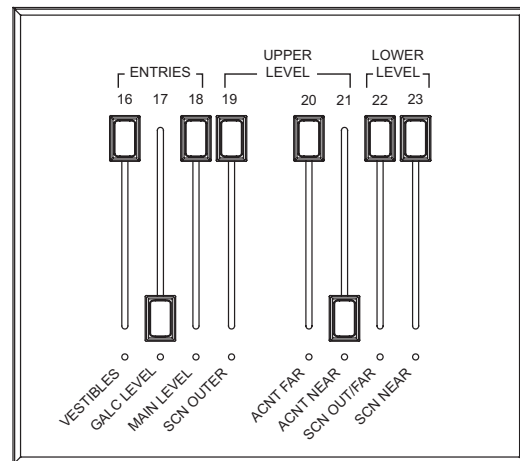 ENTRIES
UPPER
LEVEL
LOWER
LEVEL
16 17 18 19 20 21 22 23
VESTIBLES
GALC LEVEL
MAIN LEVEL
SCN OUTER
ACNT FAR
ACNT NEAR
SCN OUT/FAR
SCN NEAR